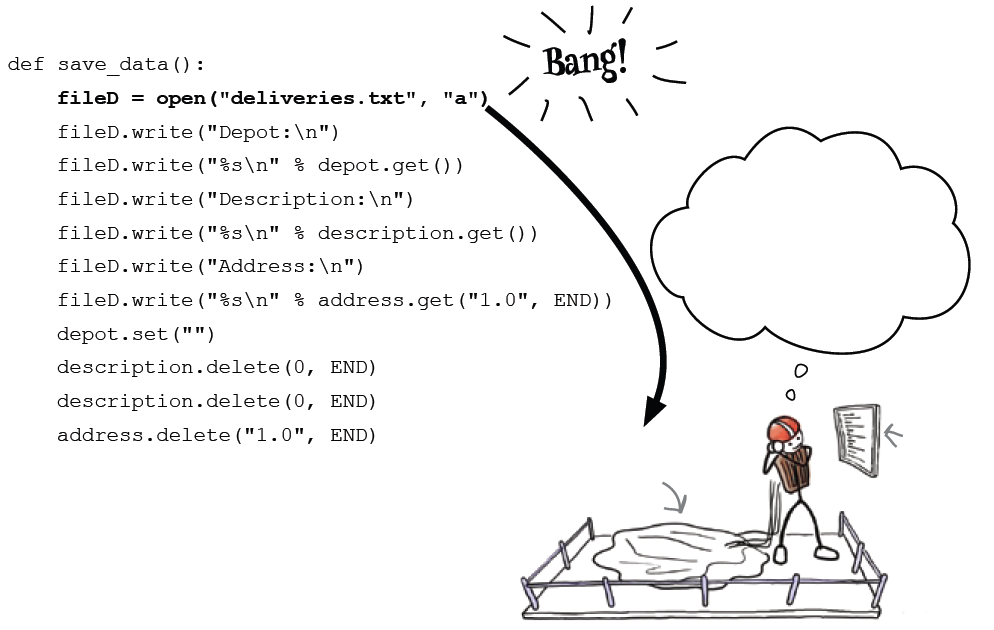 Bang!
def save_data():
    fileD = open("deliveries.txt", "a")
    fileD.write("Depot:\n")
    fileD.write("%s\n" % depot.get())
    fileD.write("Description:\n")
    fileD.write("%s\n" % description.get())
    fileD.write("Address:\n")
    fileD.write("%s\n" % address.get("1.0", END))
    depot.set("")
    description.delete(0, END)
    description.delete(0, END)
    address.delete("1.0", END)